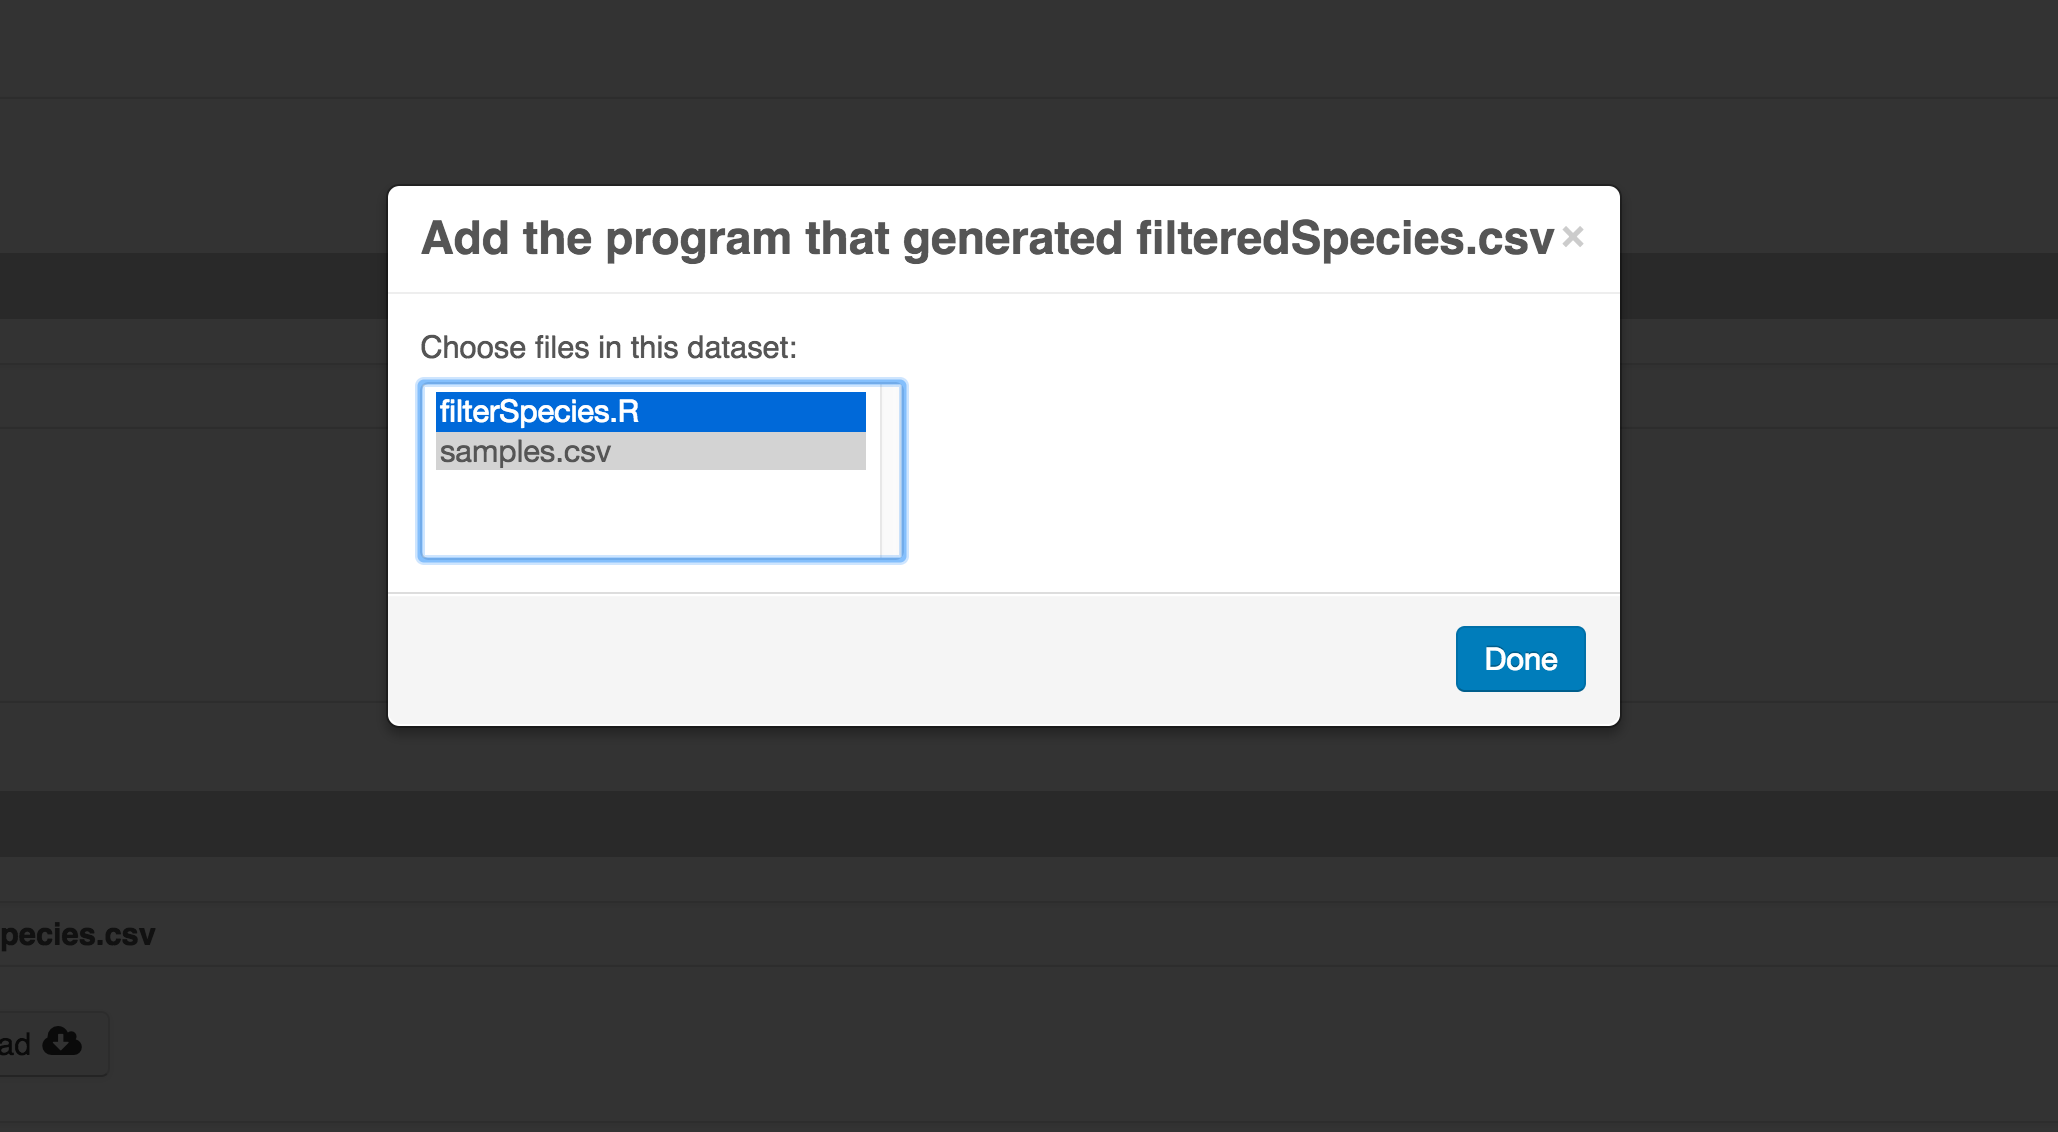 Add the program that generated filteredSpecies.csv ×
Choose files in this dataset:
filterSpecies.R
samples.csv
Done
pecies.csv
ad